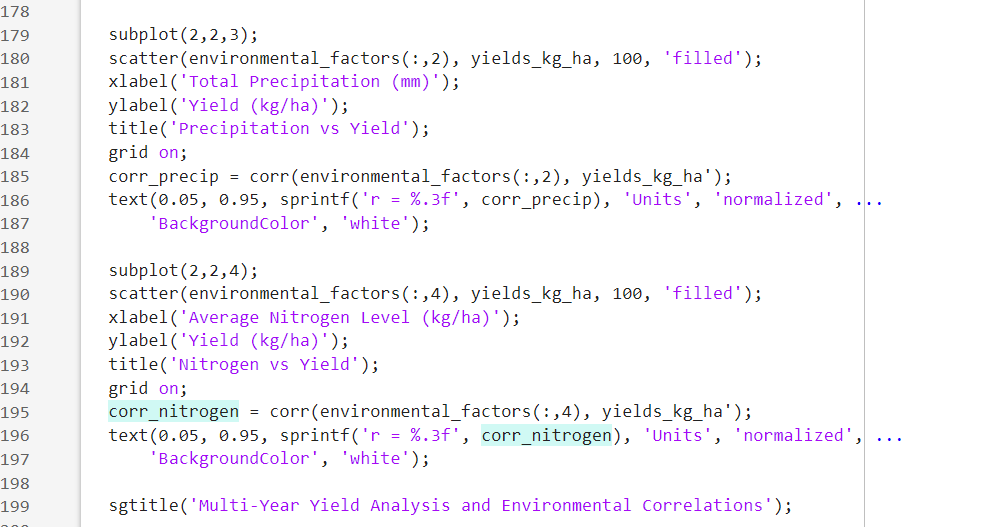 178
179 subplot(2,2,3);
180 scatter(environmental_factors(:,2), yields_kg_ha, 100, 'filled');
181 xlabel('Total Precipitation (mm)');
182 ylabel('Yield (kg/ha)');
183 title('Precipitation vs Yield');
184 grid on;
185 corr_precip = corr(environmental_factors(:,2), yields_kg_ha');
186 text(0.05, 0.95, sprintf('r = %.3f', corr_precip), 'Units', 'normalized', ...
187 'BackgroundColor', 'white');
188
189 subplot(2,2,4);
190 scatter(environmental_factors(:,4), yields_kg_ha, 100, 'filled');
191 xlabel('Average Nitrogen Level (kg/ha)');
192 ylabel('Yield (kg/ha)');
193 title('Nitrogen vs Yield');
194 grid on;
195 corr_nitrogen = corr(environmental_factors(:,4), yields_kg_ha');
196 text(0.05, 0.95, sprintf('r = %.3f', corr_nitrogen), 'Units', 'normalized', ...
197 'BackgroundColor', 'white');
198
199 sgtitle('Multi-Year Yield Analysis and Environmental Correlations');